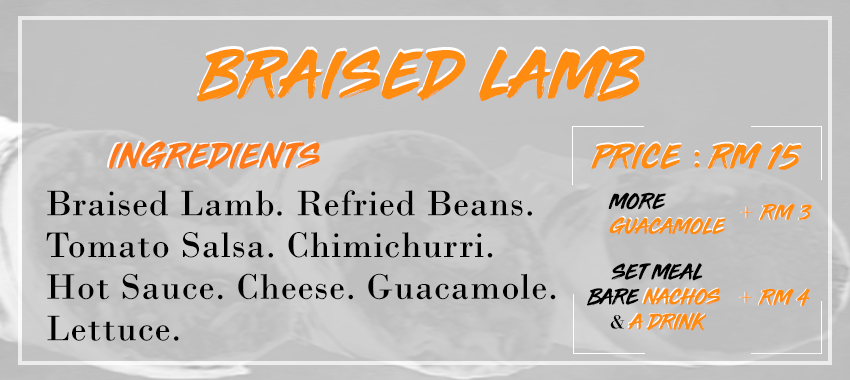 BRAISED LAMB
INGREDIENTS
Braised Lamb. Refried Beans.
Tomato Salsa. Chimichurri.
Hot Sauce. Cheese. Guacamole.
Lettuce.
PRICE : RM 15
MORE
GUACAMOLE + RM 3
SET MEAL
BARE NACHOS + RM 4
& A DRINK